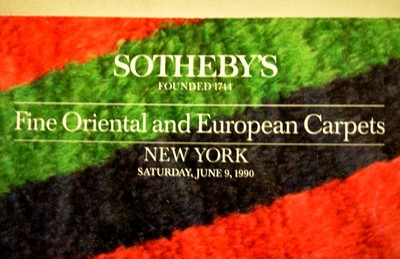 SOTHEBY'S
FOUNDED 1744
Fine Oriental and European Carpets
NEW YORK
SATURDAY, JUNE 9, 1990